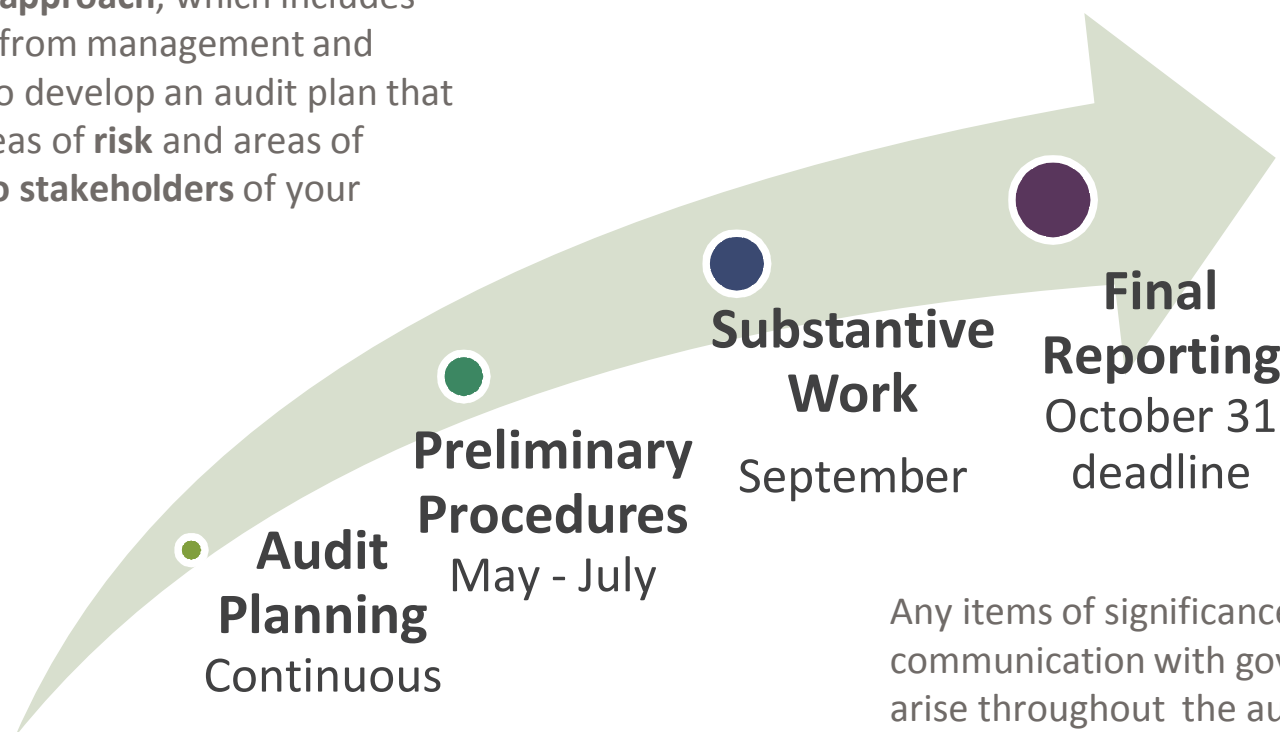 approach, which includes
from management and
o develop an audit plan that
eas of risk and areas of
o stakeholders of your
Final
Reporting
October 31
deadline
Substantive
Work
September
Preliminary
Procedures
May - July
Audit
Planning
Continuous
Any items of significance
communication with gov
arise throughout the au